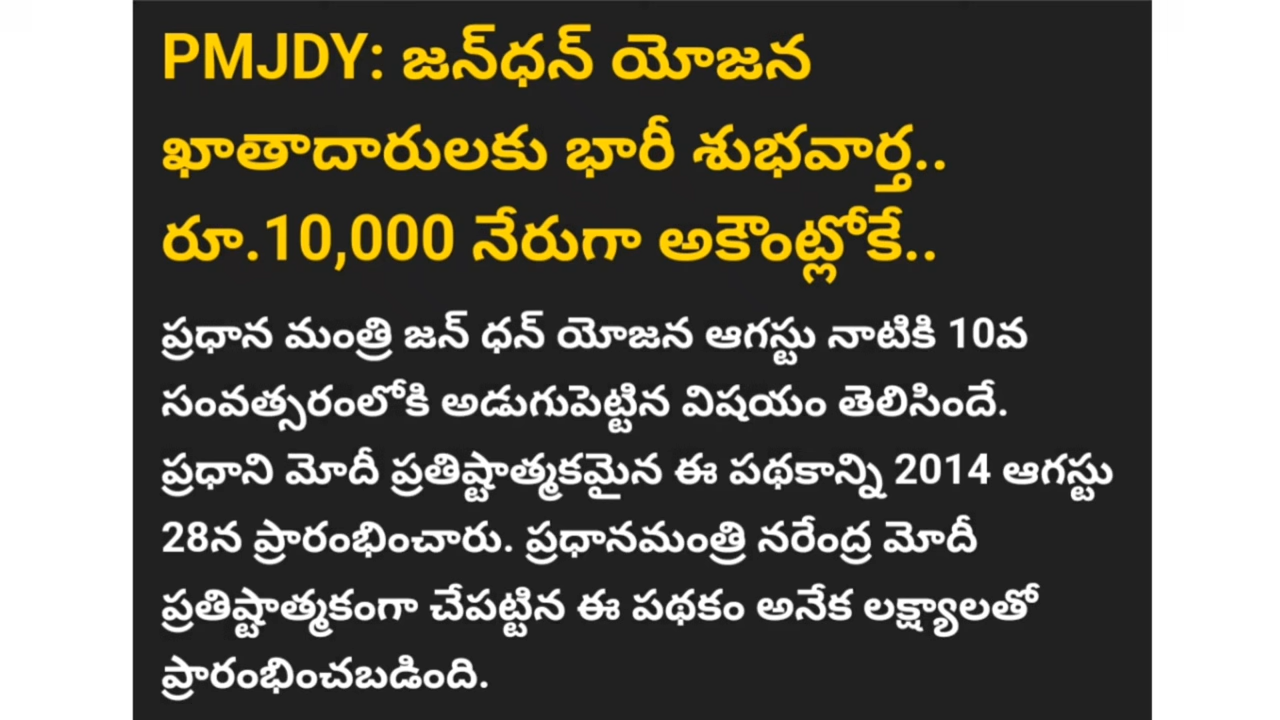 PMJDY: జన్‌ధన్ యోజన
ఖాతాదారులకు భారీ శుభవార్త..
రూ.10,000 నేరుగా అకౌంట్లోకే..
ప్రధాన మంత్రి జన్ ధన్ యోజన ఆగస్టు నాటికి 10వ
సంవత్సరంలోకి అడుగుపెట్టిన విషయం తెలిసిందే.
ప్రధాని మోదీ ప్రతిష్టాత్మకమైన ఈ పథకాన్ని 2014 ఆగస్టు
28న ప్రారంభించారు. ప్రధానమంత్రి నరేంద్ర మోదీ
ప్రతిష్టాత్మకంగా చేపట్టిన ఈ పథకం అనేక లక్ష్యాలతో
ప్రారంభించబడింది.